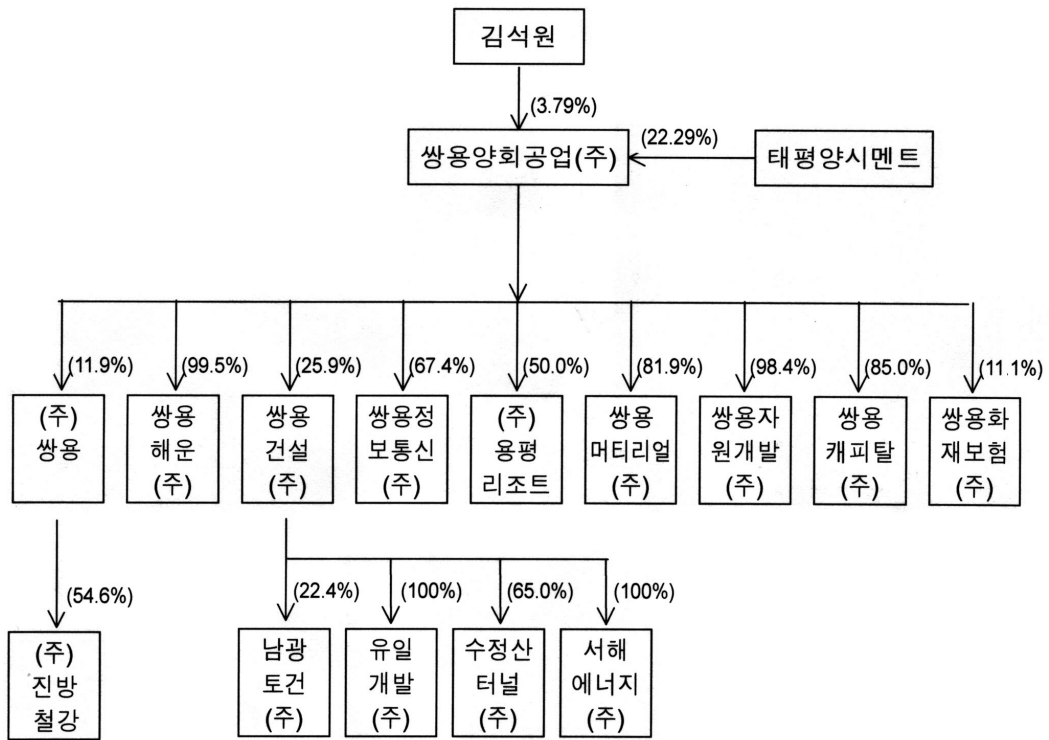 김석원
(3.79%)
쌍용양회공업(주)
(22.29%)
태평양시멘트
(11.9%)
(99.5%)
(25.9%)
(67.4%)
(50.0%)
(81.9%)
(98.4%)
(85.0%)
(11.1%)
(주)
쌍용
쌍용
해운
(주)
쌍용
건설
(주)
쌍용정
보통신
(주)
(주)
용평
리조트
쌍용
머티리얼
(주)
쌍용자
원개발
(주)
쌍용
캐피탈
(주)
쌍용화
재보험
(주)
(54.6%)
(22.4%)
(100%)
(65.0%)
(100%)
(주)
진방
철강
남광
토건
(주)
유일
개발
(주)
수정산
터널
(주)
서해
에너지
(주)